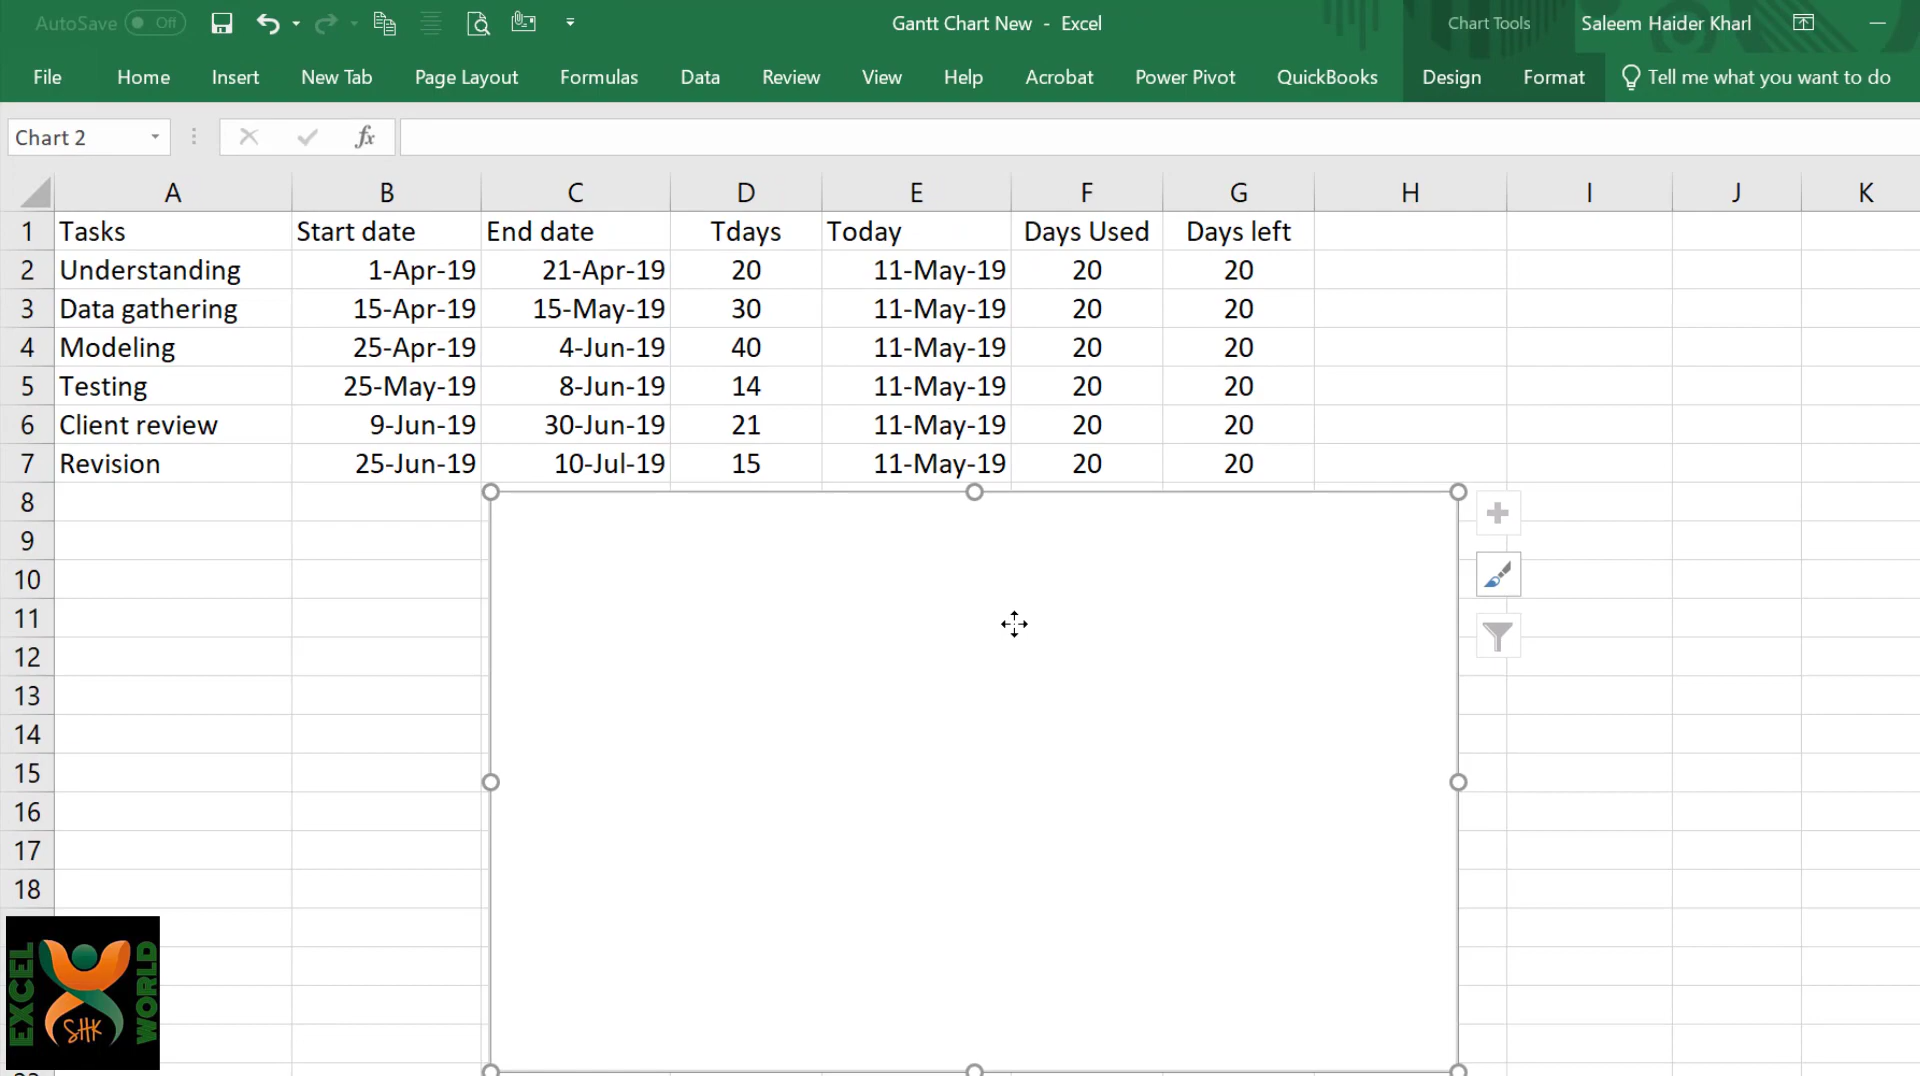 AutoSave Off Gantt Chart New - Excel Chart Tools Saleem Haider Kharl
File Home Insert New Tab Page Layout Formulas Data Review View Help Acrobat Power Pivot QuickBooks Design Format Tell me what you want to do
Chart 2 fx
A B C D E F G H I J K
1 Tasks Start date End date Tdays Today Days Used Days left
2 Understanding 1-Apr-19 21-Apr-19 20 11-May-19 20 20
3 Data gathering 15-Apr-19 15-May-19 30 11-May-19 20 20
4 Modeling 25-Apr-19 4-Jun-19 40 11-May-19 20 20
5 Testing 25-May-19 8-Jun-19 14 11-May-19 20 20
6 Client review 9-Jun-19 30-Jun-19 21 11-May-19 20 20
7 Revision 25-Jun-19 10-Jul-19 15 11-May-19 20 20
8
9
10
11
12
13
14
15
16
17
18
EXCEL SHK WORLD